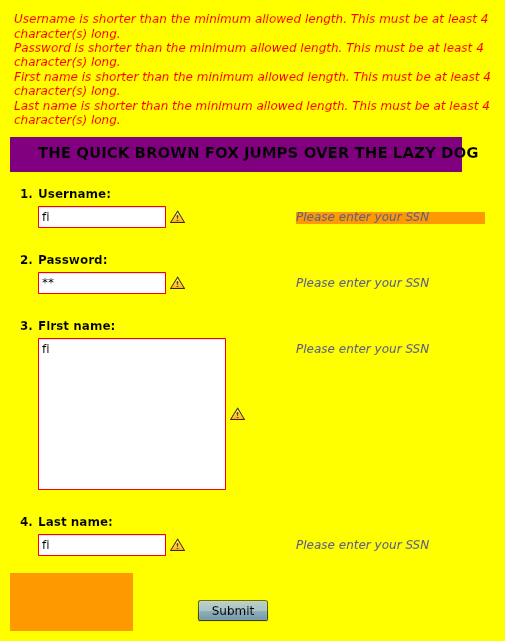 Username is shorter than the minimum allowed length. This must be at least 4
character(s) long.
Password is shorter than the minimum allowed length. This must be at least 4
character(s) long.
First name is shorter than the minimum allowed length. This must be at least 4
character(s) long.
Last name is shorter than the minimum allowed length. This must be at least 4
character(s) long.
THE QUICK BROWN FOX JUMPS OVER THE LAZY DOG
1. Username:
fl
Please enter your SSN
2. Password:
**
Please enter your SSN
3. First name:
fl
Please enter your SSN
4. Last name:
fl
Please enter your SSN
Submit